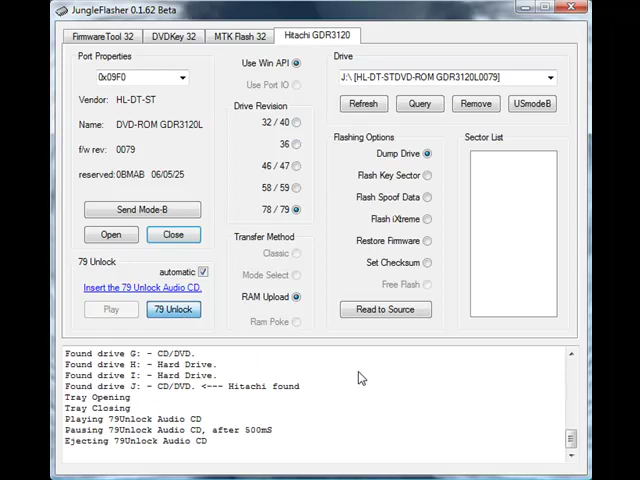 JungleFlasher 0.1.62 Beta
FirmwareTool 32 DVDKey 32 MTK Flash 32 Hitachi GDR3120
Port Properties
0x09F0
Vendor: HL-DT-ST
Name: DVD-ROM GDR3120L
f/w rev: 0079
reserved: 0BMAB 06/05/25
Send Mode-B
Open Close
79 Unlock
automatic
Insert the 79 Unlock Audio CD.
Play 79 Unlock
Use Win API
Use Port IO
Drive Revision
32 / 40
36
46 / 47
58 / 59
78 / 79
Transfer Method
Classic
Mode Select
RAM Upload
Ram Poke
Drive
J:\ [HL-DT-STDVD-ROM GDR3120L0079]
Refresh Query Remove USmodeB
Flashing Options
Dump Drive
Flash Key Sector
Flash Spoof Data
Flash iXtreme
Restore Firmware
Set Checksum
Free Flash
Read to Source
Sector List
Found drive G: - CD/DVD.
Found drive H: - Hard Drive.
Found drive I: - Hard Drive.
Found drive J: - CD/DVD. <--- Hitachi found
Tray Opening
Tray Closing
Playing 79Unlock Audio CD
Pausing 79Unlock Audio CD, after 500mS
Ejecting 79Unlock Audio CD